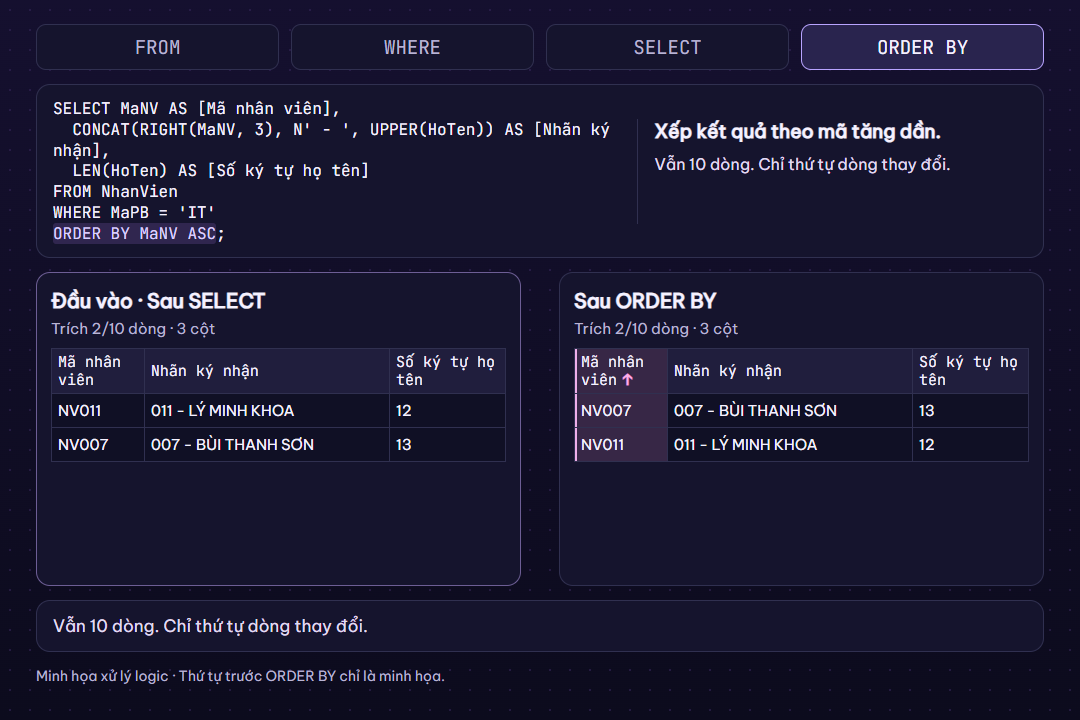 FROM
WHERE
SELECT
ORDER BY
SELECT MaNV AS [Mã nhân viên],
CONCAT(RIGHT(MaNV, 3), N' - ', UPPER(HoTen)) AS [Nhãn ký
nhận],
LEN(HoTen) AS [Số ký tự họ tên]
FROM NhanVien
WHERE MaPB = 'IT'
ORDER BY MaNV ASC;
Xếp kết quả theo mã tăng dần.
Vẫn 10 dòng. Chỉ thứ tự dòng thay đổi.
Đầu vào · Sau SELECT
Trích 2/10 dòng · 3 cột
Mã nhân viên Nhãn ký nhận Số ký tự họ tên
NV011 011 - LÝ MINH KHOA 12
NV007 007 - BÙI THANH SƠN 13
Sau ORDER BY
Trích 2/10 dòng · 3 cột
Mã nhân viên ↑ Nhãn ký nhận Số ký tự họ tên
NV007 007 - BÙI THANH SƠN 13
NV011 011 - LÝ MINH KHOA 12
Vẫn 10 dòng. Chỉ thứ tự dòng thay đổi.
Minh họa xử lý logic · Thứ tự trước ORDER BY chỉ là minh họa.